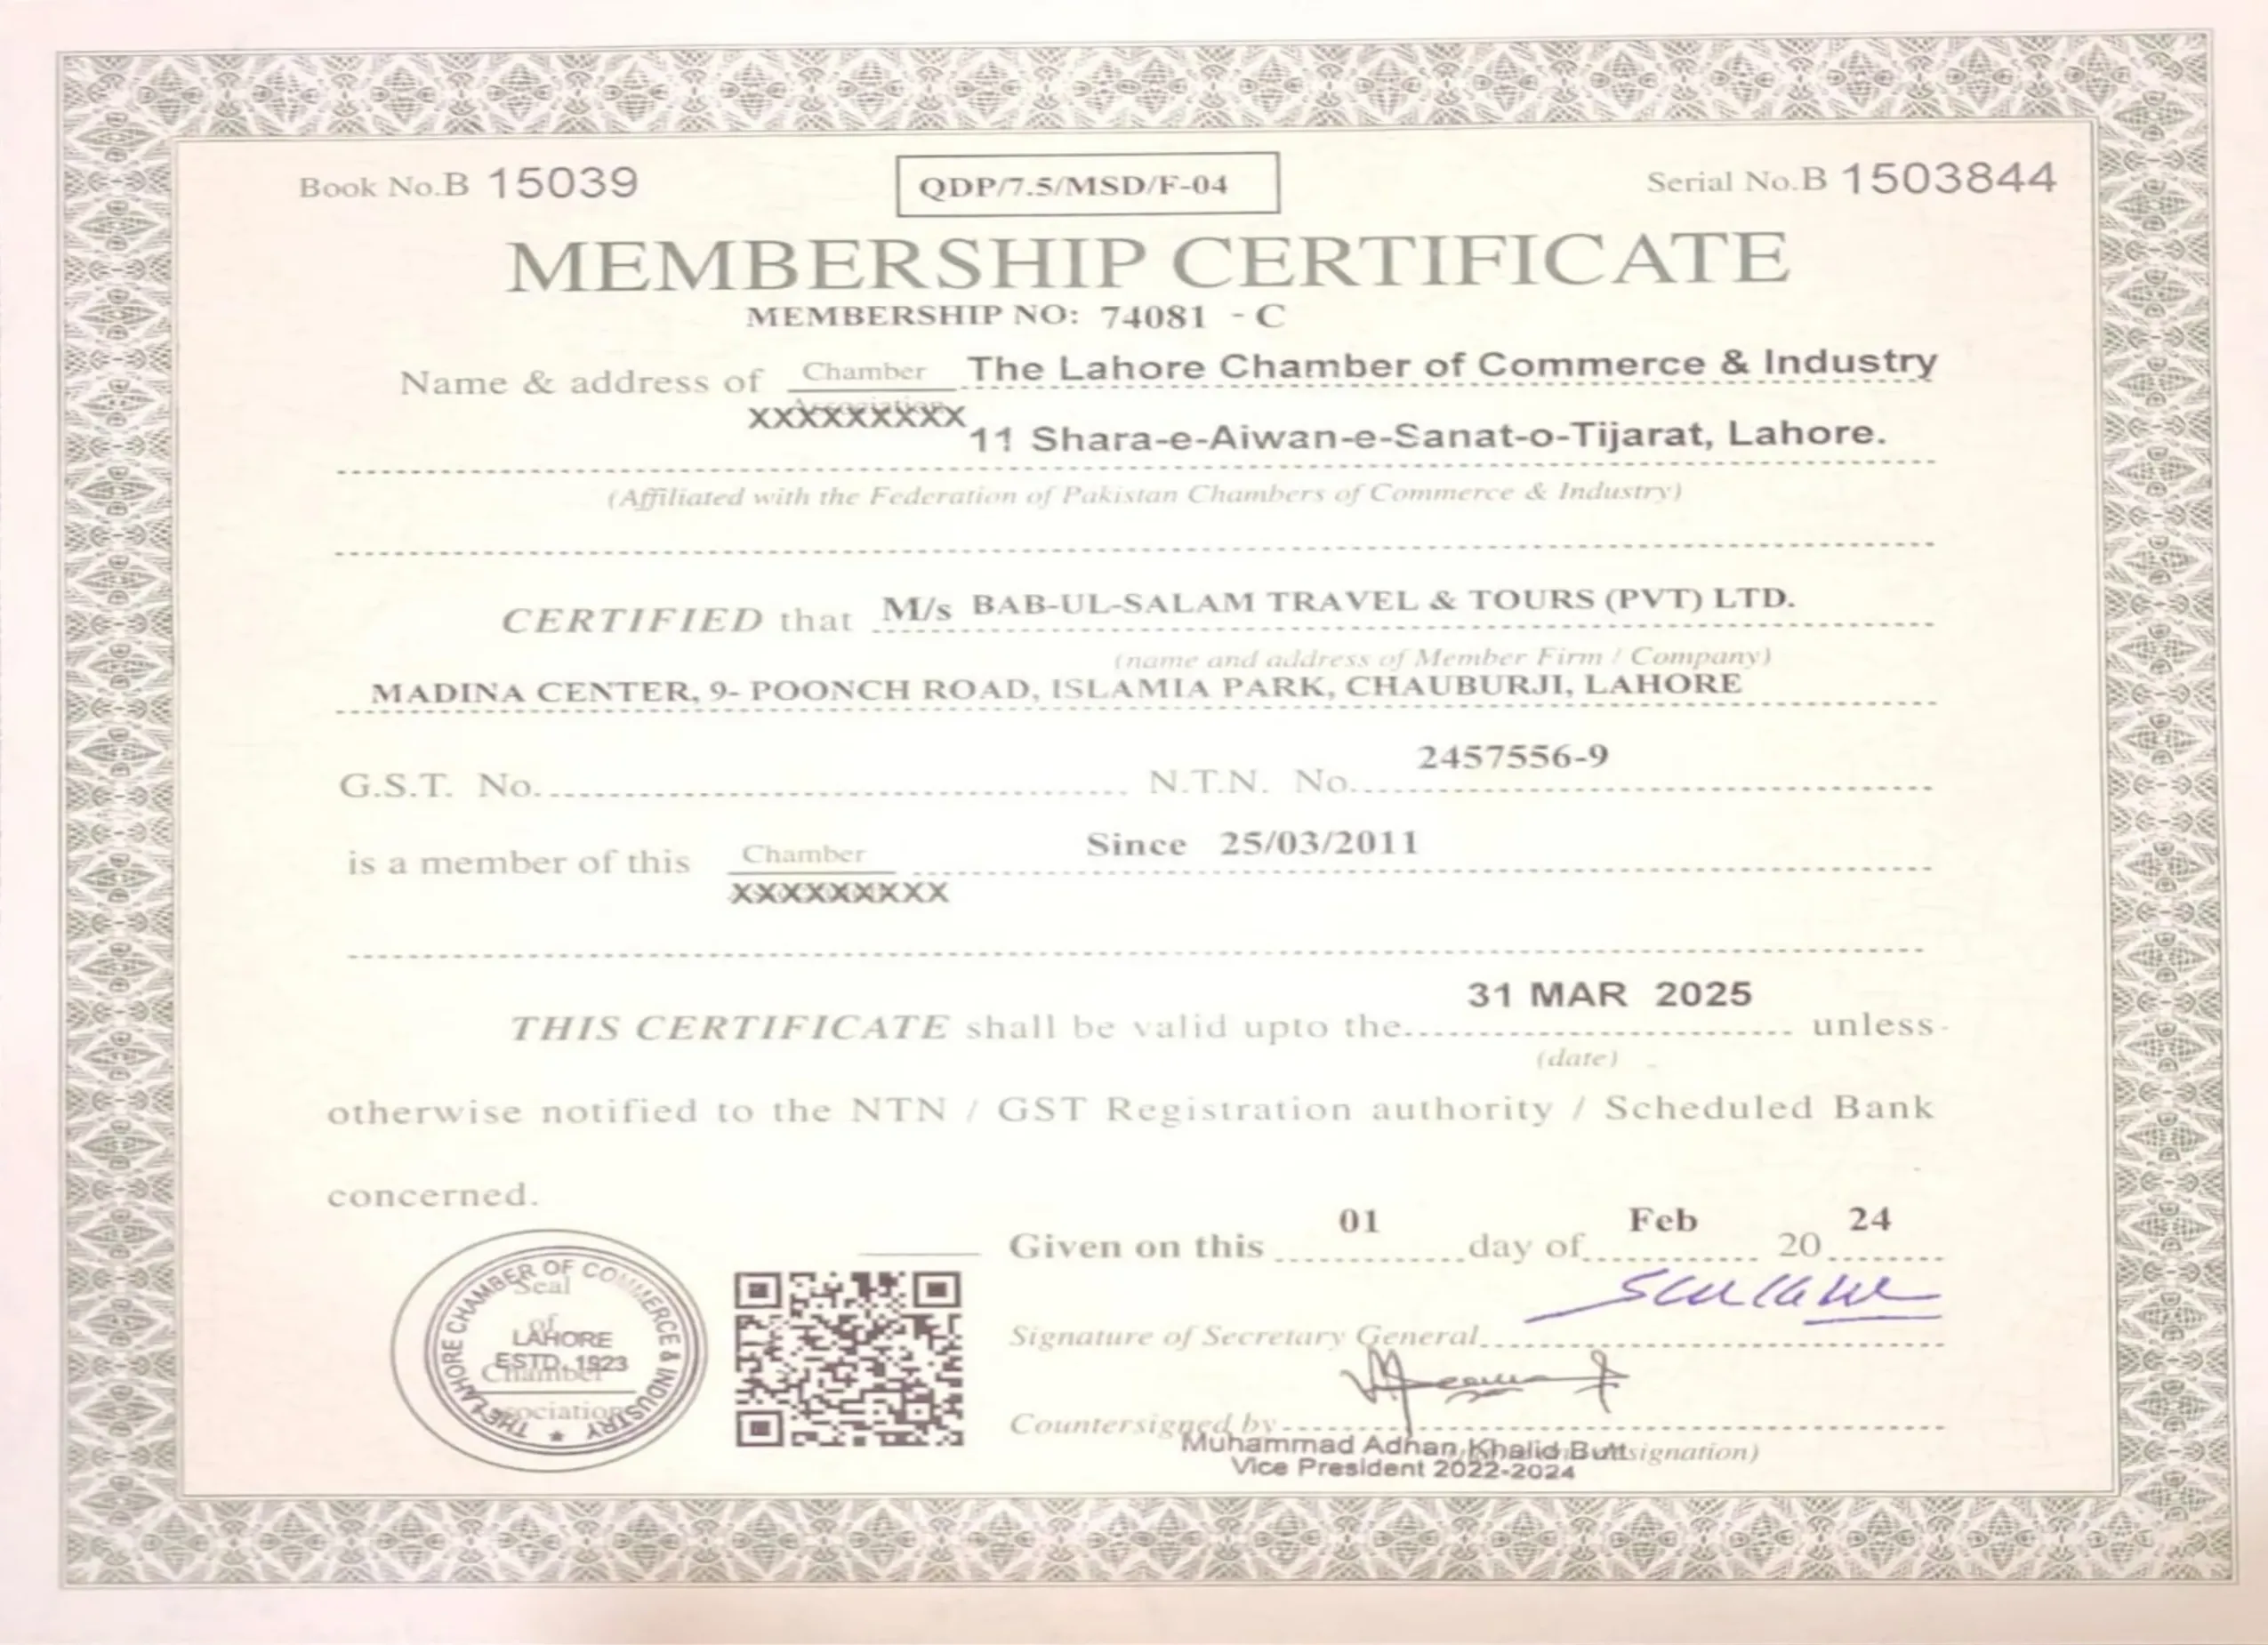 Book No.B 15039
QDP/7.5/MSD/F-04
Serial No.B 1503844
MEMBERSHIP CERTIFICATE
MEMBERSHIP NO: 74081 - C
Name & address of Chamber The Lahore Chamber of Commerce & Industry
Association
XXXXXXXXX
11 Shara-e-Aiwan-e-Sanat-o-Tijarat, Lahore.
(Affiliated with the Federation of Pakistan Chambers of Commerce & Industry)
CERTIFIED that M/s BAB-UL-SALAM TRAVEL & TOURS (PVT) LTD.
(name and address of Member Firm / Company)
MADINA CENTER, 9- POONCH ROAD, ISLAMIA PARK, CHAUBURJI, LAHORE
G.S.T. No. N.T.N. No. 2457556-9
is a member of this Chamber Since 25/03/2011
XXXXXXXXX
THIS CERTIFICATE shall be valid upto the 31 MAR 2025 unless
(date)
otherwise notified to the NTN / GST Registration authority / Scheduled Bank
concerned.
Given on this 01 day of Feb 20 24
THE LAHORE CHAMBER OF COMMERCE & INDUSTRY
Seal
of
LAHORE
ESTD. 1923
Chamber
Signature of Secretary General
Countersigned by
Muhammad Adhan Khalid Butt
Vice President 2022-2024